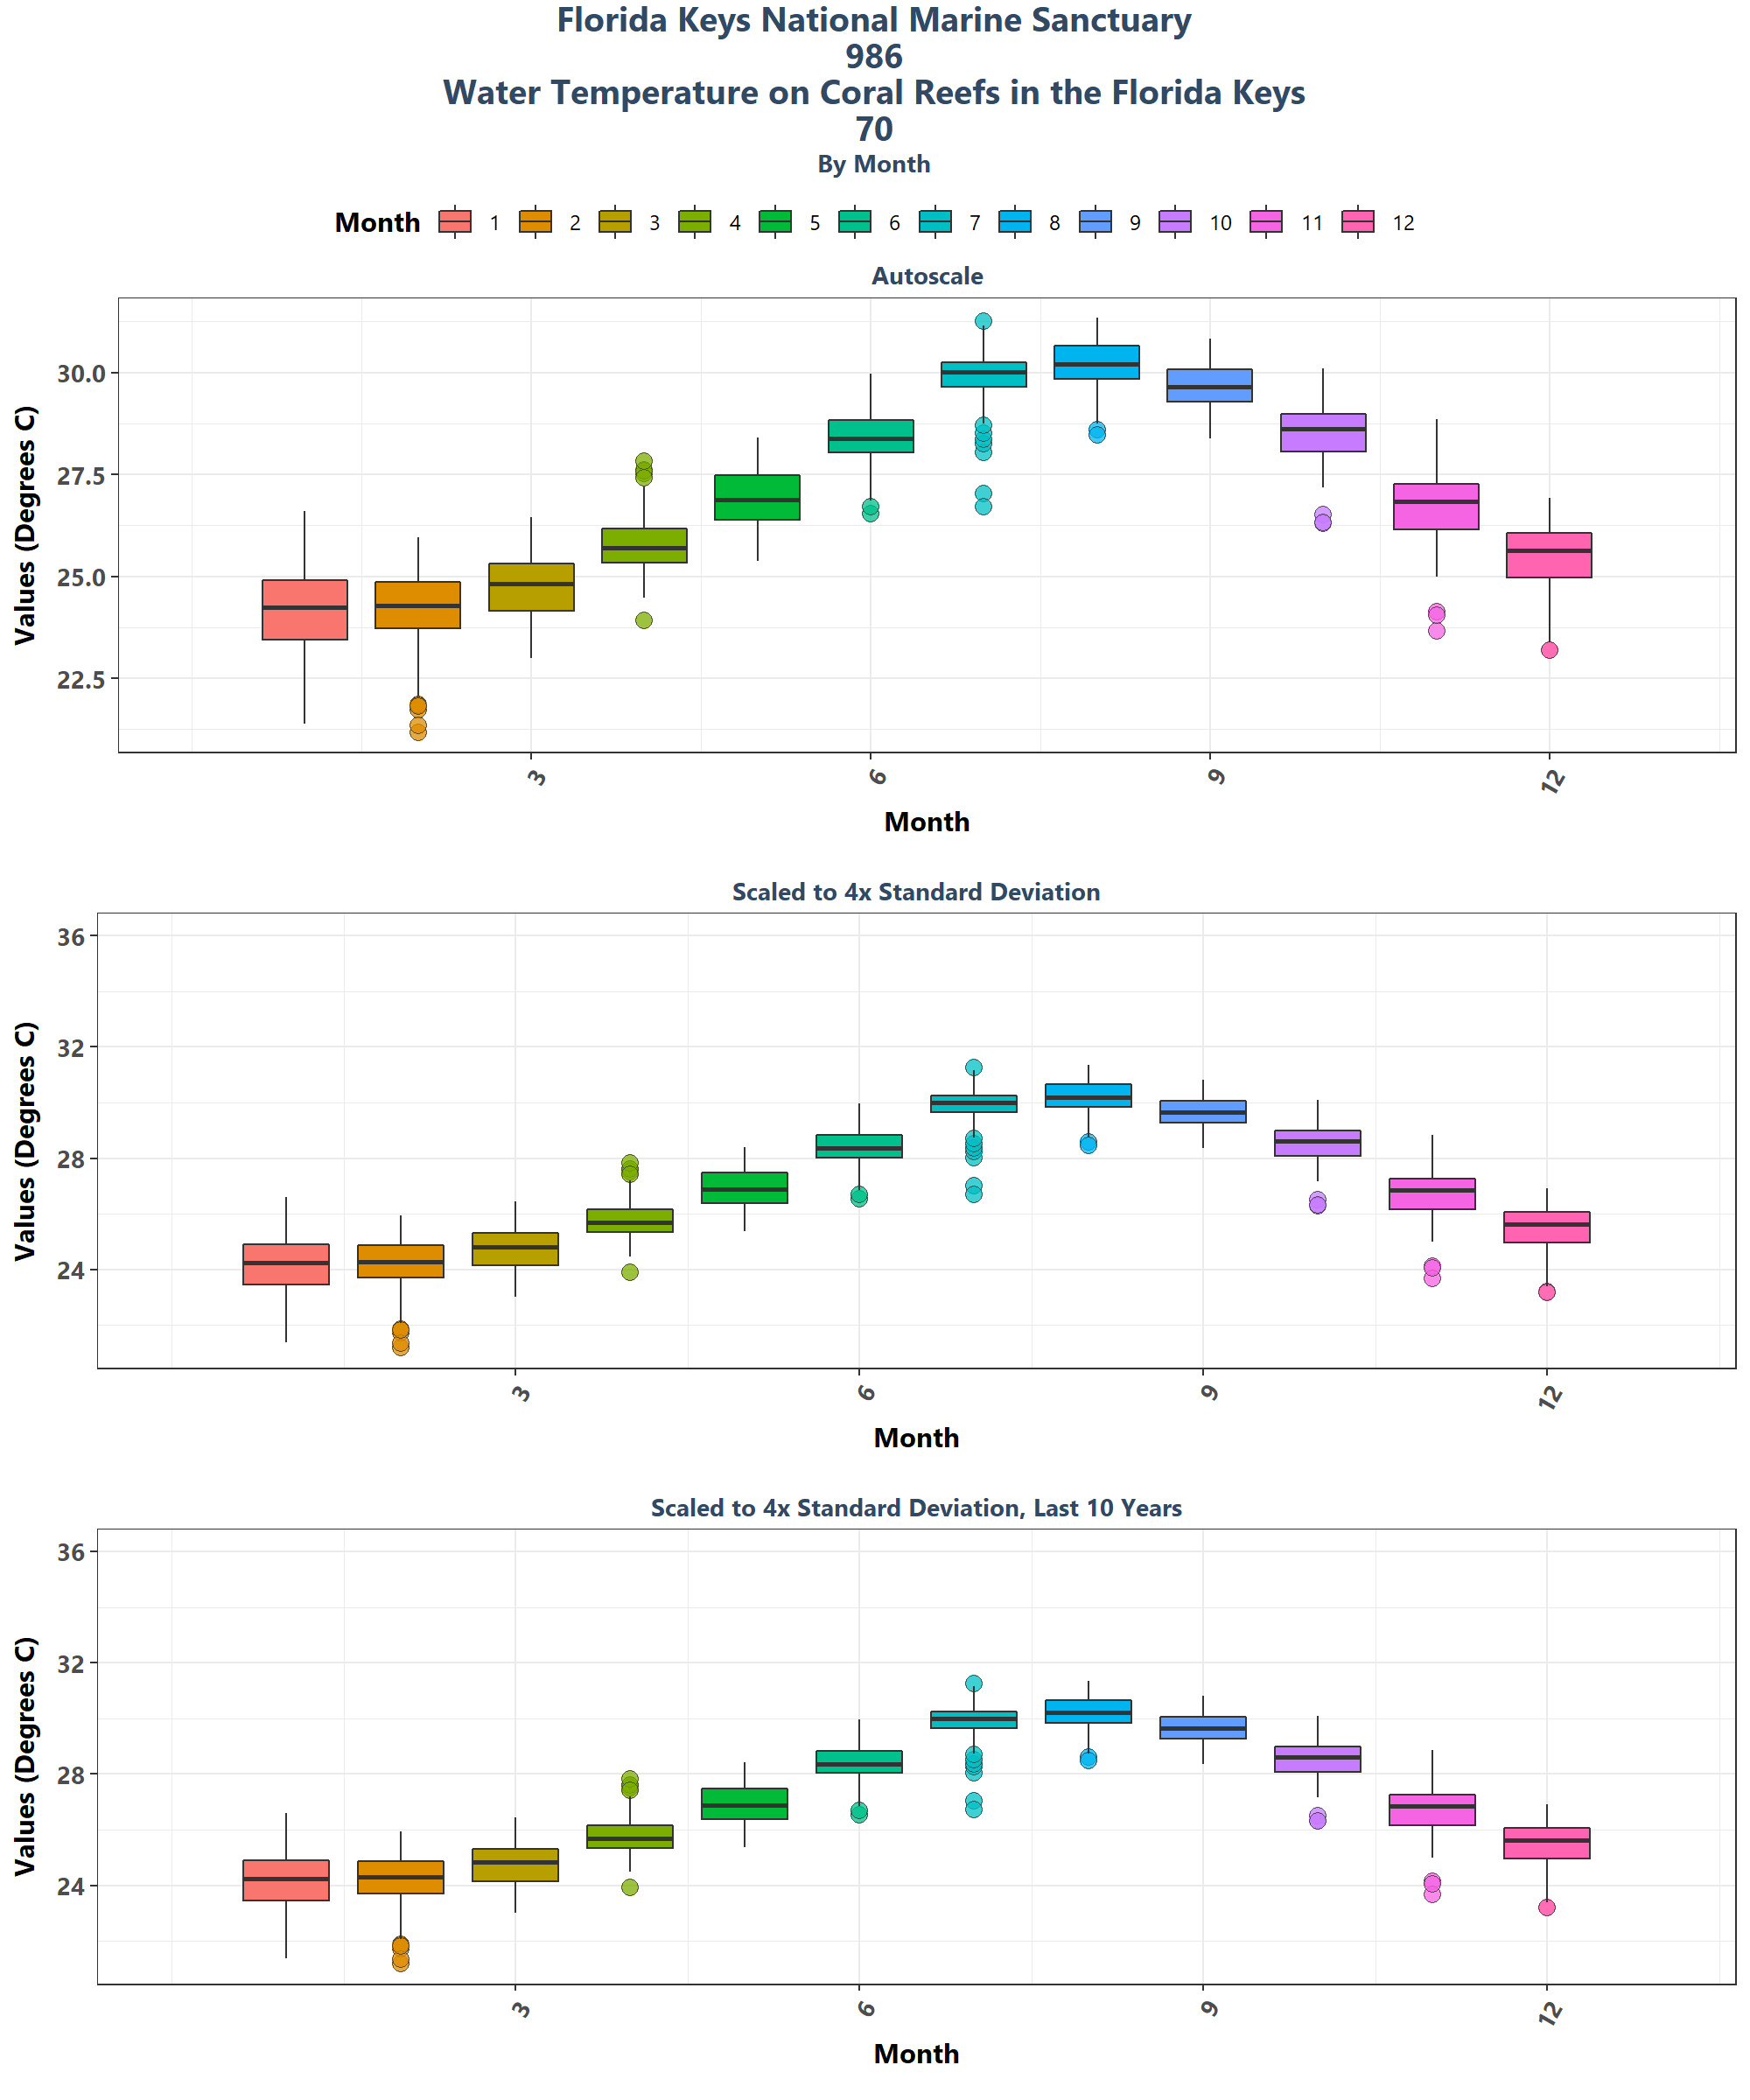 Florida Keys National Marine Sanctuary
986
Water Temperature on Coral Reefs in the Florida Keys
70
By Month
Month 1 2 3 4 5 6 7 8 9 10 11 12
Autoscale
Values (Degrees C)
30.0
27.5
25.0
22.5
3 6 9 12
Month
Scaled to 4x Standard Deviation
Values (Degrees C)
36
32
28
24
3 6 9 12
Month
Scaled to 4x Standard Deviation, Last 10 Years
Values (Degrees C)
36
32
28
24
3 6 9 12
Month